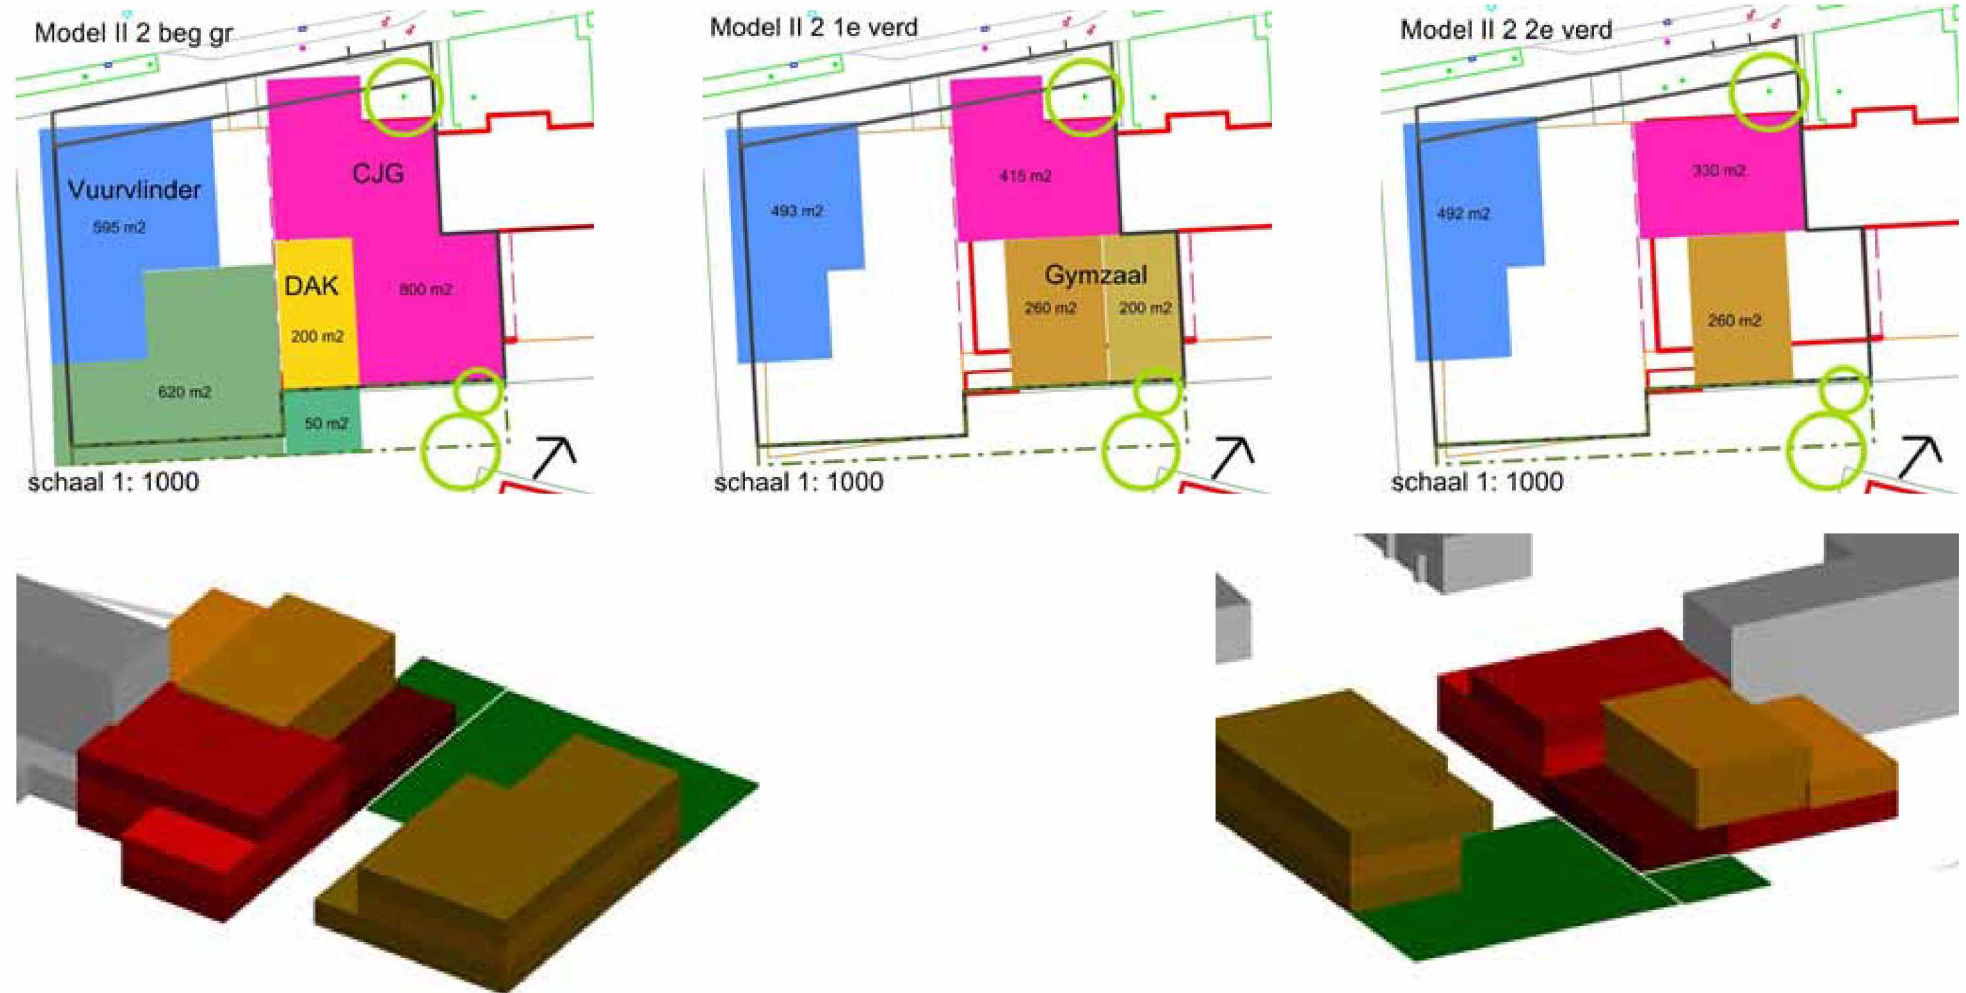 Model II 2 beg gr
Vuurvlinder
595 m2
CJG
DAK
800 m2
200 m2
620 m2
50 m2
schaal 1: 1000
Model II 2 1e verd
415 m2
493 m2
Gymzaal
260 m2
200 m2
schaal 1: 1000
Model II 2 2e verd
330 m2
492 m2
260 m2
schaal 1: 1000